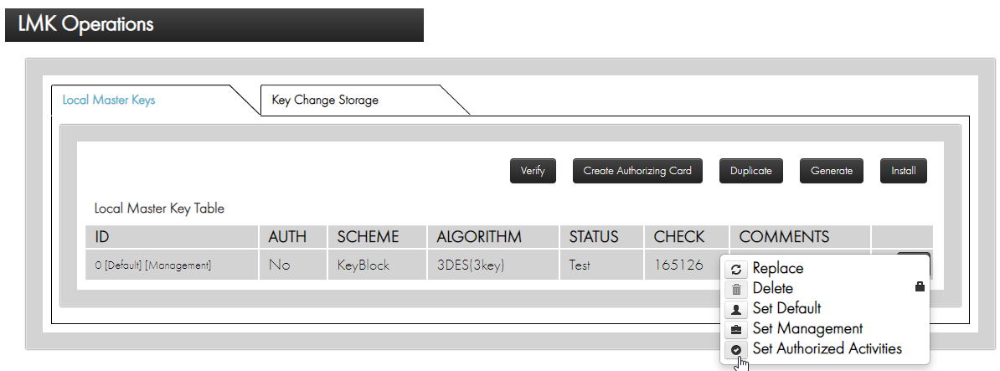 LMK Operations
Local Master Keys Key Change Storage
Verify Create Authorizing Card Duplicate Generate Install
Local Master Key Table
ID AUTH SCHEME ALGORITHM STATUS CHECK COMMENTS
0 [Default] [Management] No KeyBlock 3DES(3key) Test 165126
Replace
Delete
Set Default
Set Management
Set Authorized Activities